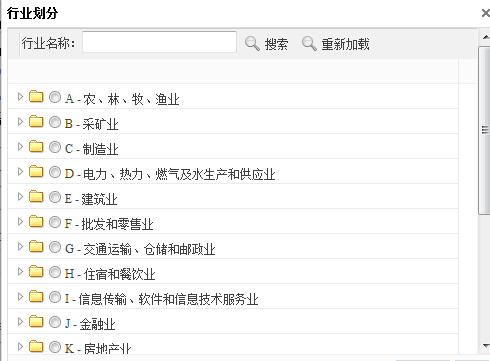 行业划分
行业名称： 搜索 重新加载
A - 农、林、牧、渔业
B - 采矿业
C - 制造业
D - 电力、热力、燃气及水生产和供应业
E - 建筑业
F - 批发和零售业
G - 交通运输、仓储和邮政业
H - 住宿和餐饮业
I - 信息传输、软件和信息技术服务业
J - 金融业
K - 房地产业